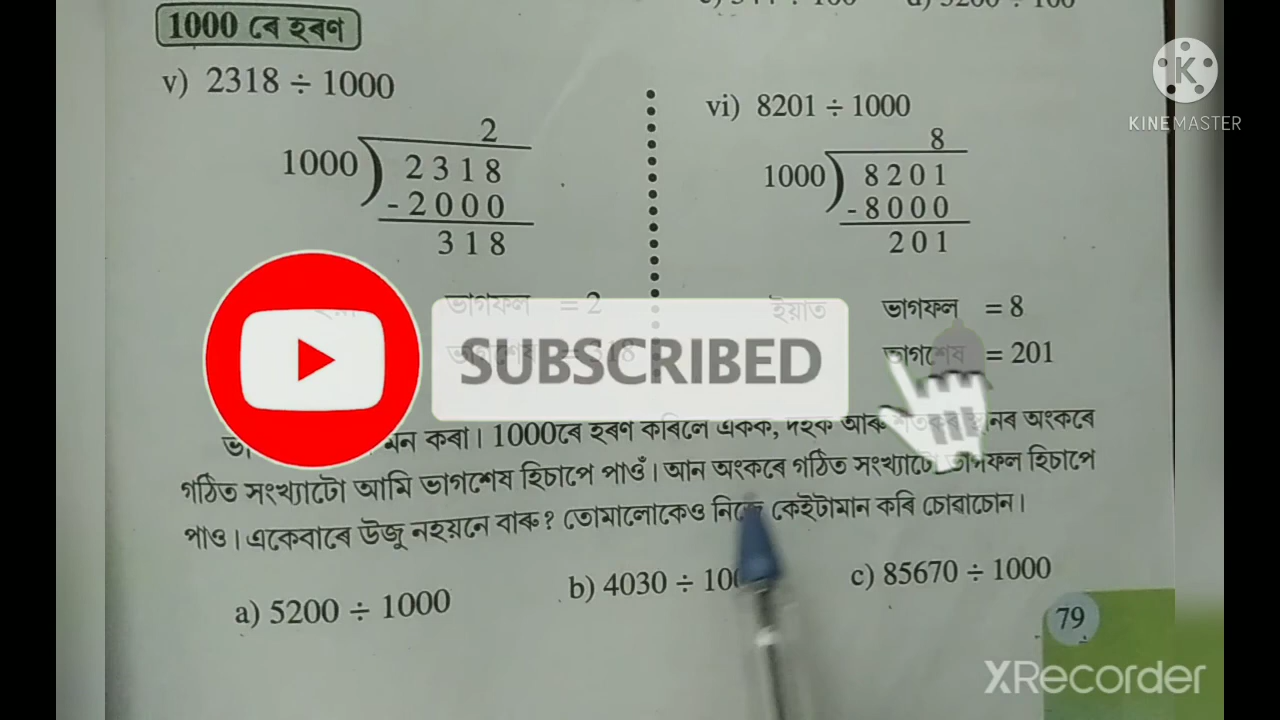 1000 ৰে হৰণ
v) 2318 ÷ 1000
2
1000 ) 2318
-2000
318
ভাগফল = 2
vi) 8201 ÷ 1000
8
1000 ) 8201
-8000
201
ইয়াত ভাগফল = 8
ভাগশেষ = 201
SUBSCRIBED
মন কৰা। 1000ৰে হৰণ কৰিলে একক, দহক আৰু অংকৰে
গঠিত সংখ্যাটো আমি ভাগশেষ হিচাপে পাওঁ। আন অংকৰে গঠিত সংখ্যাটো ভাগফল হিচাপে
পাও। একেবাৰে উজু নহয়নে বাৰু? তোমালোকেও নিজে কেইটামান কৰি চোৱাচোন।
a) 5200 ÷ 1000
b) 4030 ÷
c) 85670 ÷ 1000
79
K
KINEMASTER
XRecorder